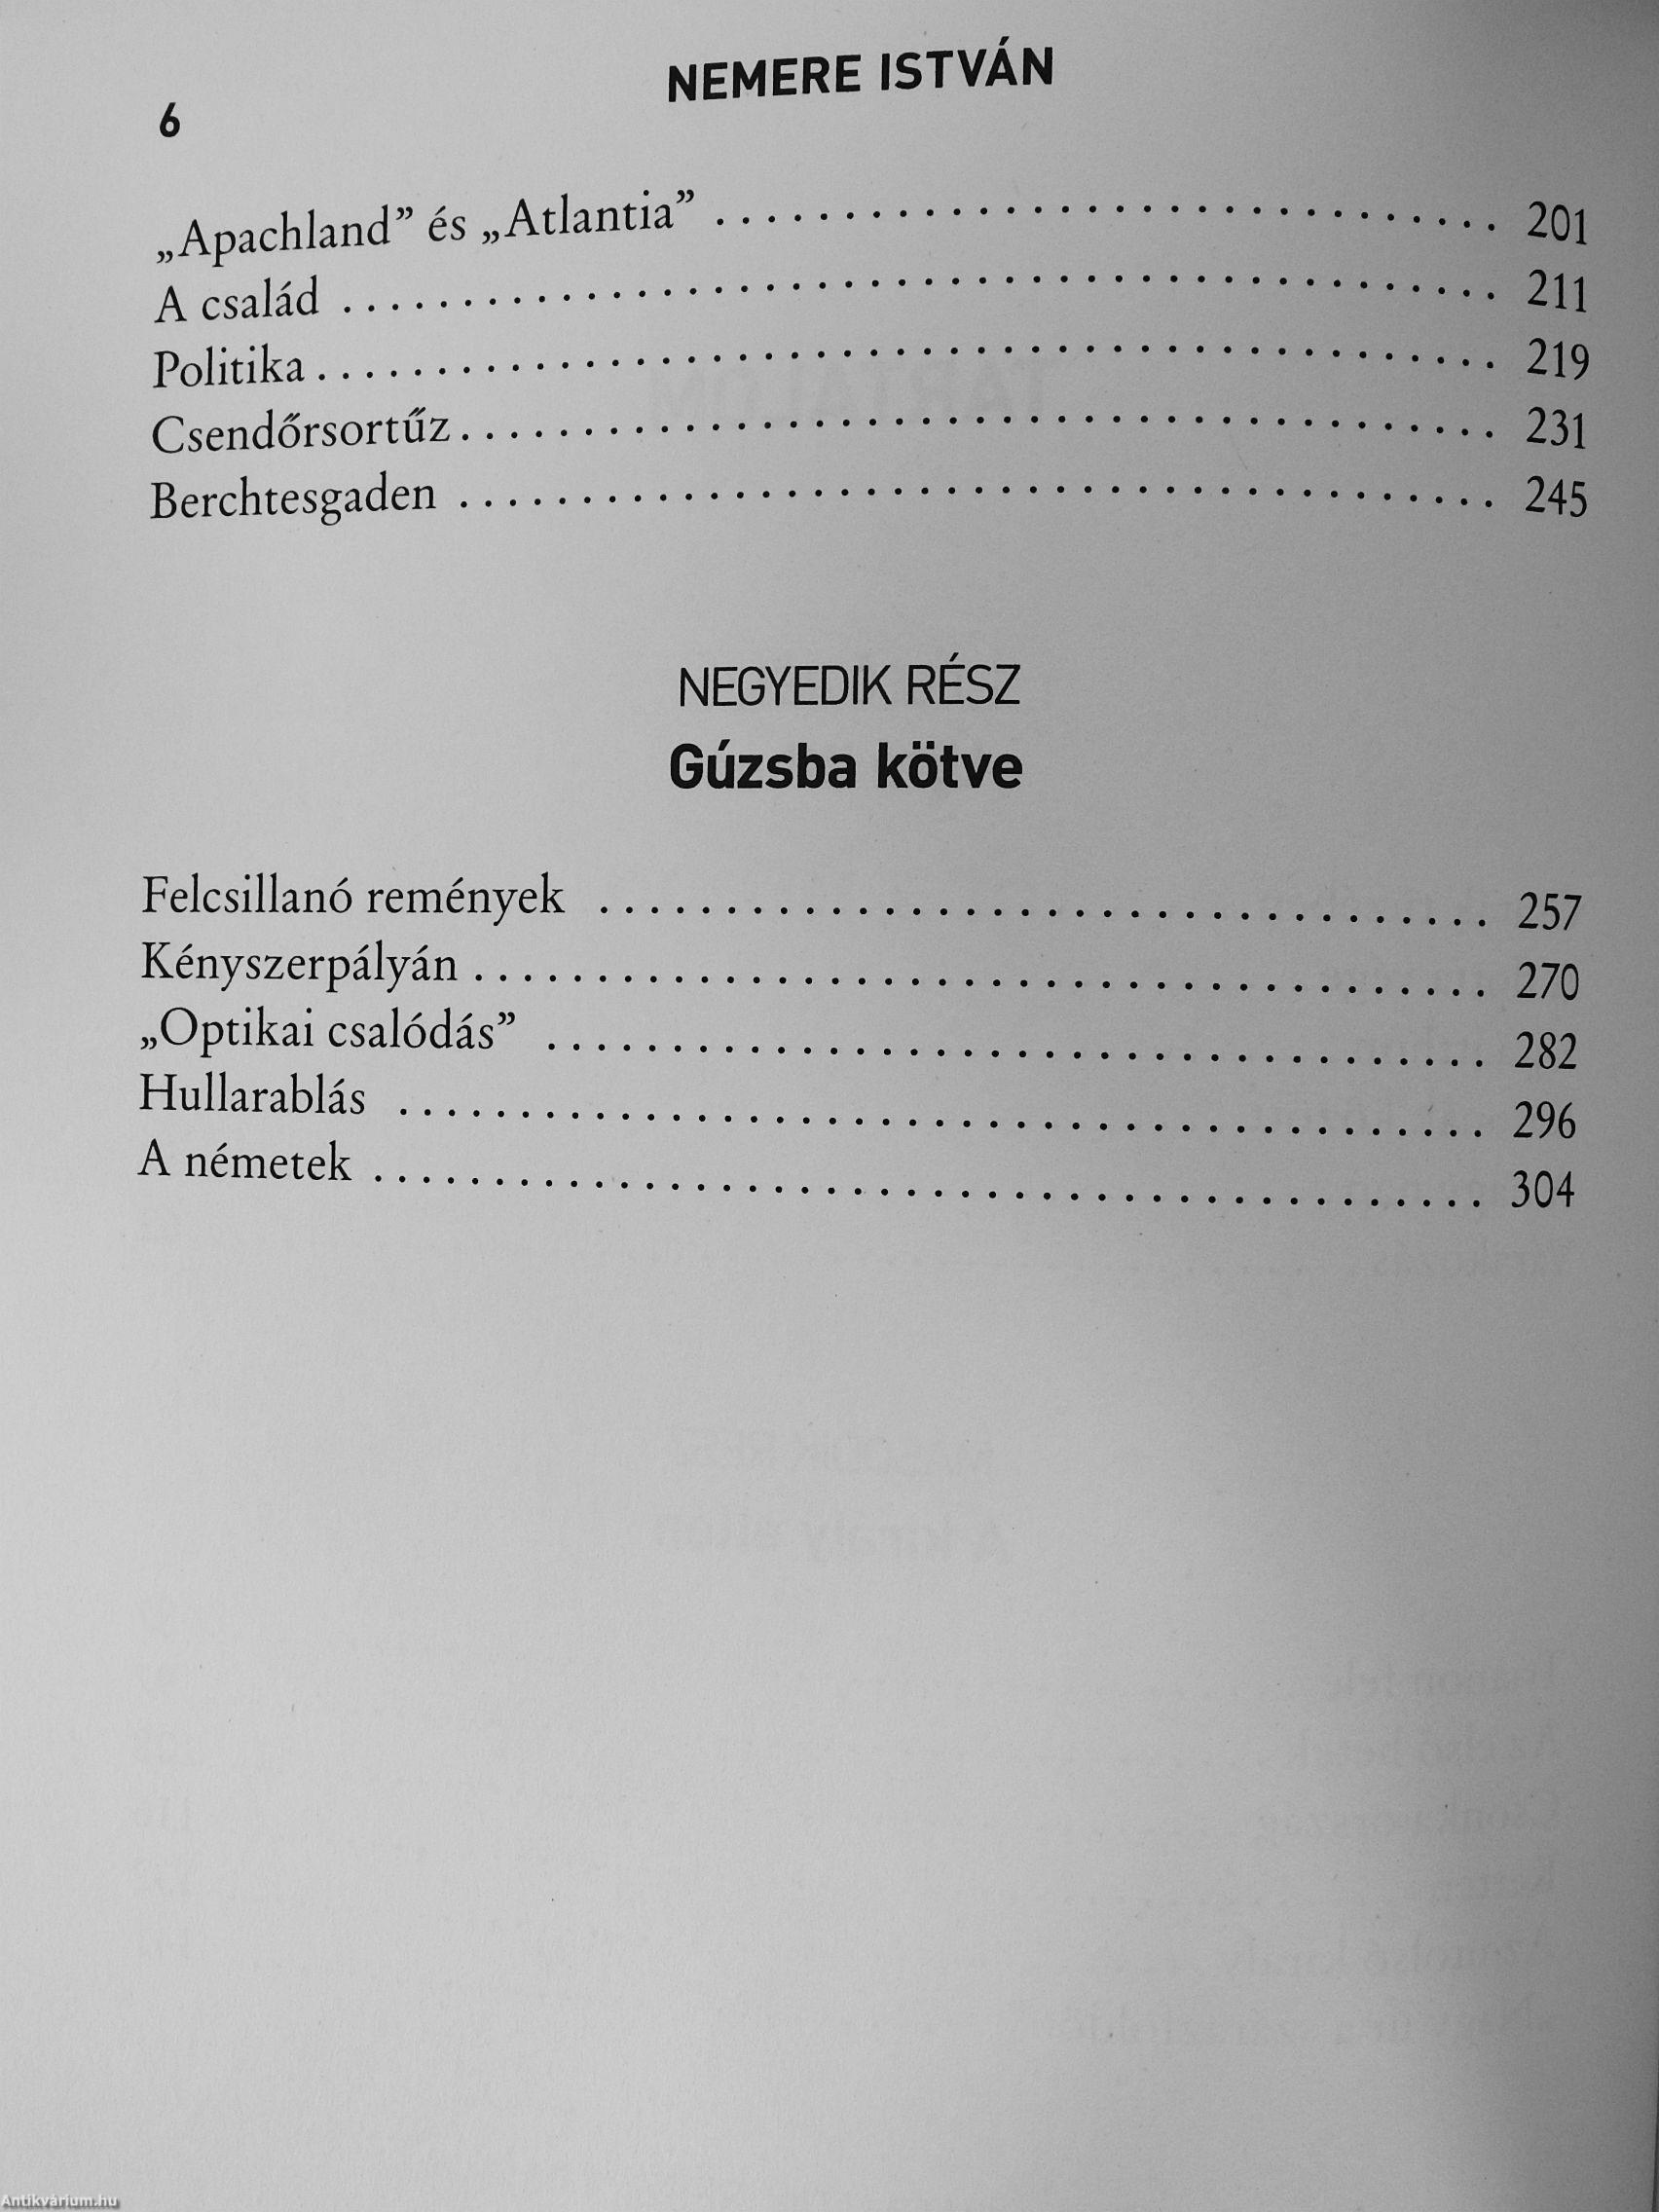 6
NEMERE ISTVÁN
„Apachland” és „Atlantia” . . . . . . . . . . . . . . . . . . . . . . . . . . . . . . 201
A család . . . . . . . . . . . . . . . . . . . . . . . . . . . . . . . . . . . . . . . . . . . . 211
Politika . . . . . . . . . . . . . . . . . . . . . . . . . . . . . . . . . . . . . . . . . . . . . 219
Csendőrsortűz . . . . . . . . . . . . . . . . . . . . . . . . . . . . . . . . . . . . . . . 231
Berchtesgaden . . . . . . . . . . . . . . . . . . . . . . . . . . . . . . . . . . . . . . . 245
NEGYEDIK RÉSZ
Gúzsba kötve
Felcsillanó remények . . . . . . . . . . . . . . . . . . . . . . . . . . . . . . . . . . 257
Kényszerpályán . . . . . . . . . . . . . . . . . . . . . . . . . . . . . . . . . . . . . . 270
„Optikai csalódás” . . . . . . . . . . . . . . . . . . . . . . . . . . . . . . . . . . . . 282
Hullarablás . . . . . . . . . . . . . . . . . . . . . . . . . . . . . . . . . . . . . . . . . . 296
A németek . . . . . . . . . . . . . . . . . . . . . . . . . . . . . . . . . . . . . . . . . . 304
Antikvárium.hu